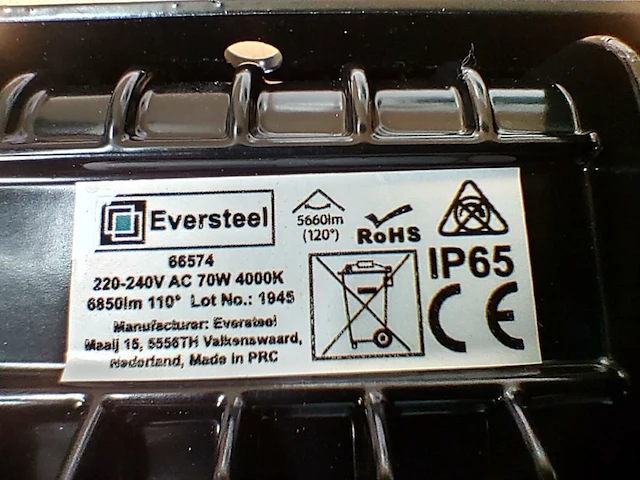 Eversteel
66574
220-240V AC 70W 4000K
6850lm 110° Lot No.: 1945
Manufacturer: Eversteel
Maaij 15, 5556TH Valkenswaard,
Nederland, Made in PRC
5660lm
(120°)
RoHS
IP65
CE